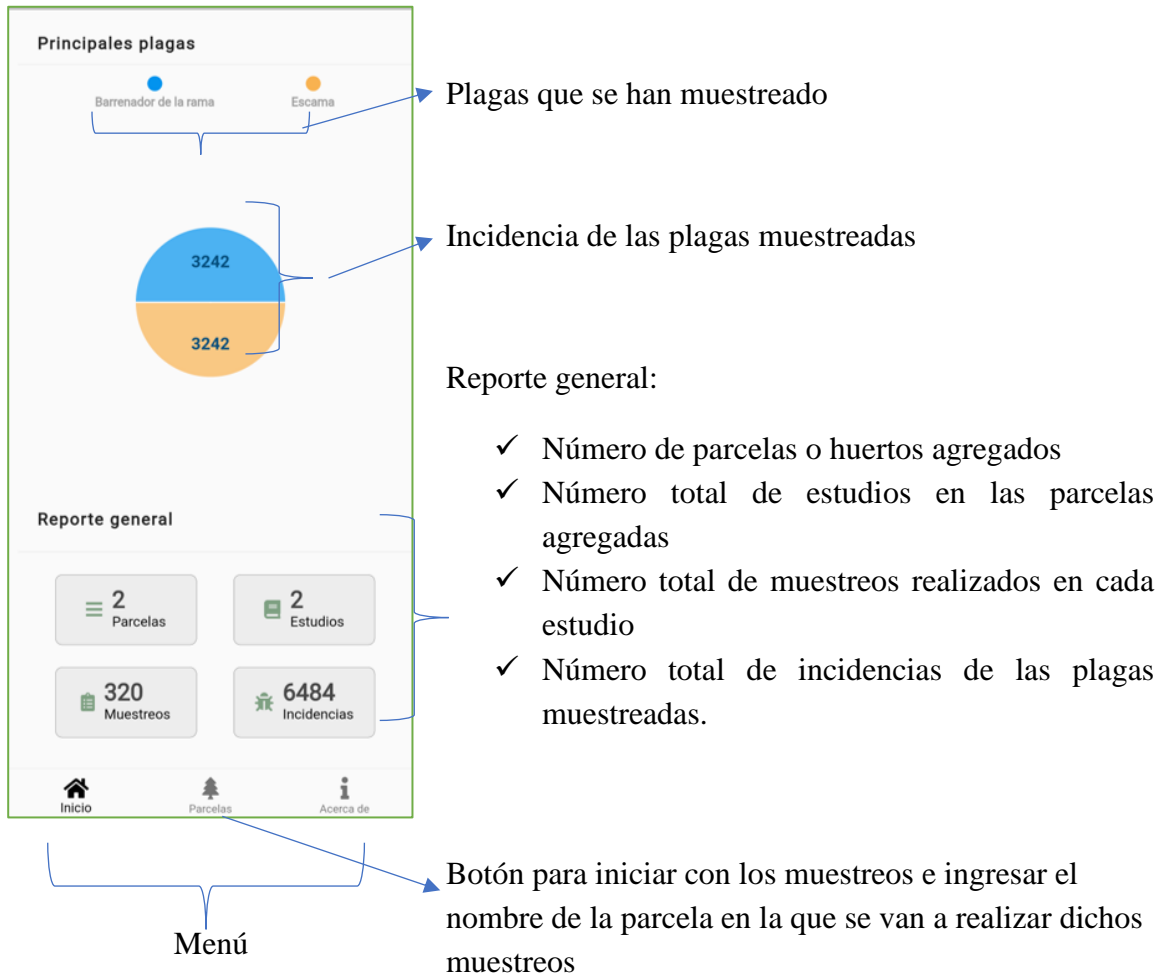 Principales plagas
Barrenador de la rama
Escama
Plagas que se han muestreado
3242
3242
Incidencia de las plagas muestreadas
Reporte general:
✓ Número de parcelas o huertos agregados
✓ Número total de estudios en las parcelas
agregadas
✓ Número total de muestreos realizados en cada
estudio
✓ Número total de incidencias de las plagas
muestreadas.
Reporte general
2
Parcelas
2
Estudios
320
Muestreos
6484
Incidencias
Inicio
Parcelas
Acerca de
Menú
Botón para iniciar con los muestreos e ingresar el
nombre de la parcela en la que se van a realizar dichos
muestreos